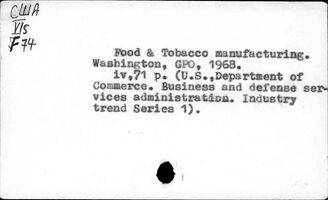 США
VIs
F74
Food & Tobacco manufacturing.
Washington, GPO, 1968.
iv,71 p. (U.S.,Department of
Commerce. Business and defense ser-
vices administration. Industry
trend Series 1).